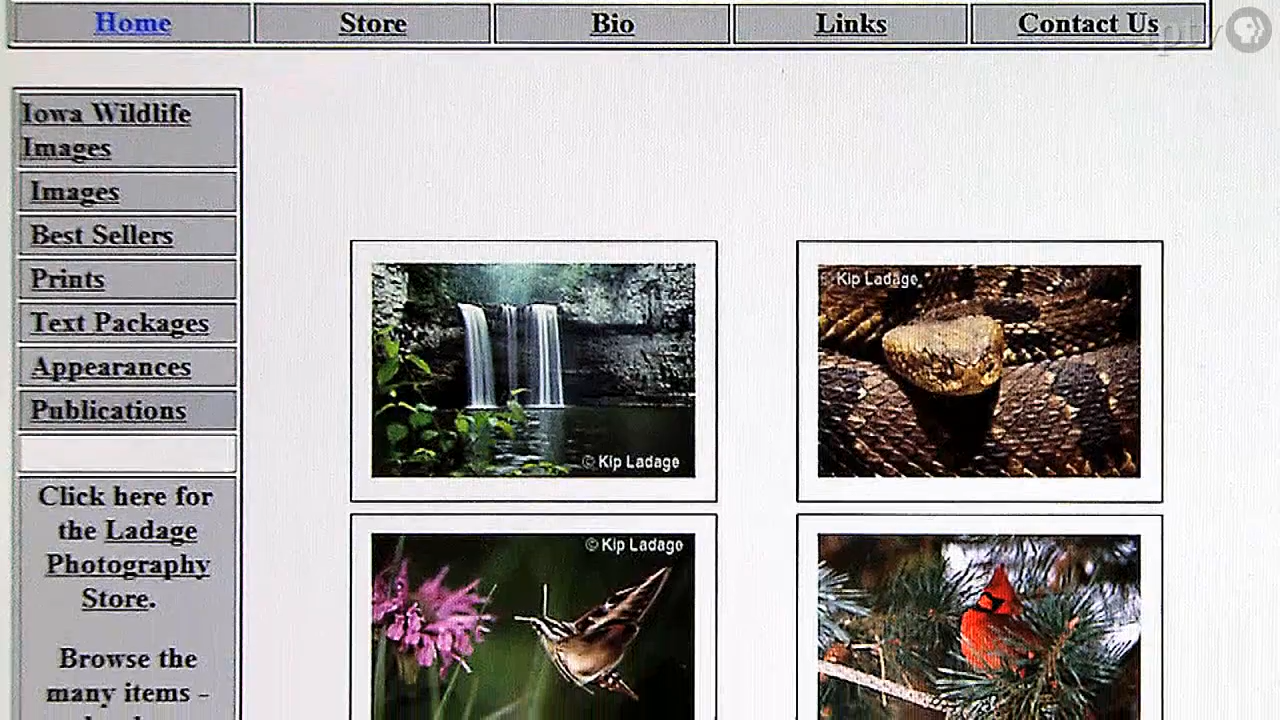 Home
Store
Bio
Links
Contact Us
iptv
Iowa Wildlife
Images
Images
Best Sellers
Prints
Text Packages
Appearances
Publications
Click here for
the Ladage
Photography
Store.
Browse the
many items -
© Kip Ladage
© Kip Ladage
© Kip Ladage